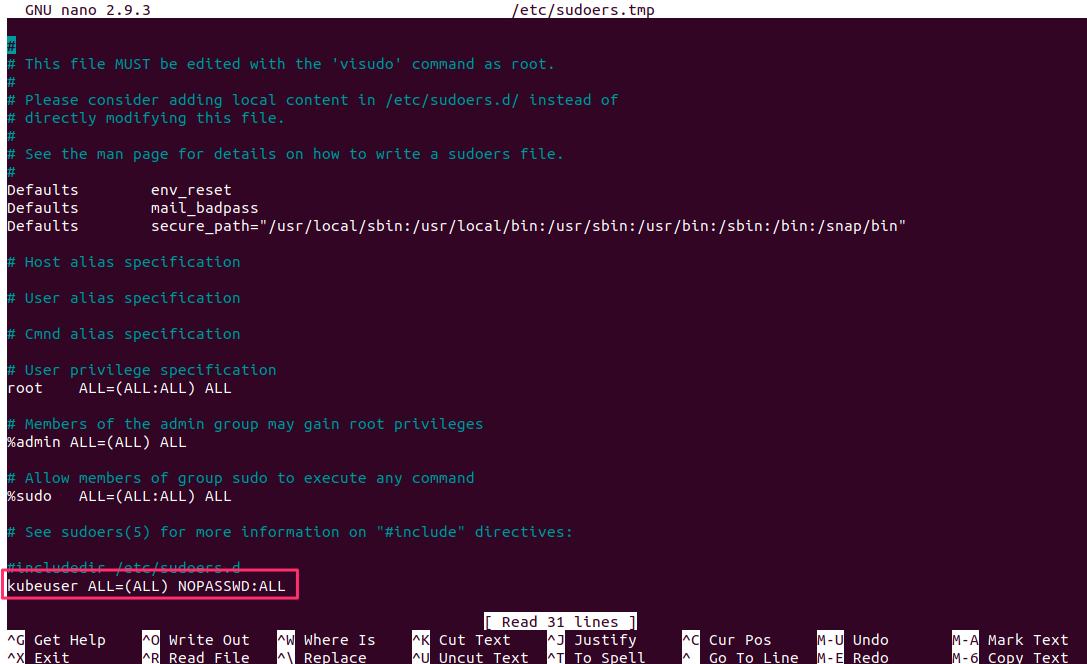 GNU nano 2.9.3 /etc/sudoers.tmp
#
# This file MUST be edited with the 'visudo' command as root.
#
# Please consider adding local content in /etc/sudoers.d/ instead of
# directly modifying this file.
#
# See the man page for details on how to write a sudoers file.
#
Defaults        env_reset
Defaults        mail_badpass
Defaults        secure_path="/usr/local/sbin:/usr/local/bin:/usr/sbin:/usr/bin:/sbin:/bin:/snap/bin"
# Host alias specification
# User alias specification
# Cmnd alias specification
# User privilege specification
root    ALL=(ALL:ALL) ALL
# Members of the admin group may gain root privileges
%admin ALL=(ALL) ALL
# Allow members of group sudo to execute any command
%sudo   ALL=(ALL:ALL) ALL
# See sudoers(5) for more information on "#include" directives:
#includedir /etc/sudoers.d
kubeuser ALL=(ALL) NOPASSWD:ALL
[ Read 31 lines ]
^G Get Help ^O Write Out ^W Where Is ^K Cut Text ^J Justify ^C Cur Pos M-U Undo M-A Mark Text
^X Exit ^R Read File ^\ Replace ^U Uncut Text ^T To Spell ^_ Go To Line M-E Redo M-6 Copy Text